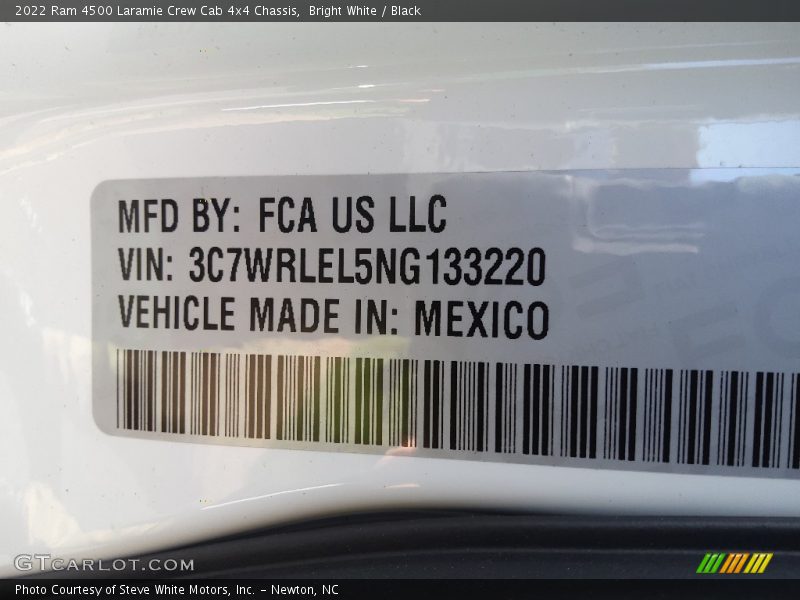 2022 Ram 4500 Laramie Crew Cab 4x4 Chassis,  Bright White / Black
MFD BY: FCA US LLC
VIN: 3C7WRLEL5NG133220
VEHICLE MADE IN: MEXICO
GTCARLOT.COM
Photo Courtesy of Steve White Motors, Inc. – Newton, NC